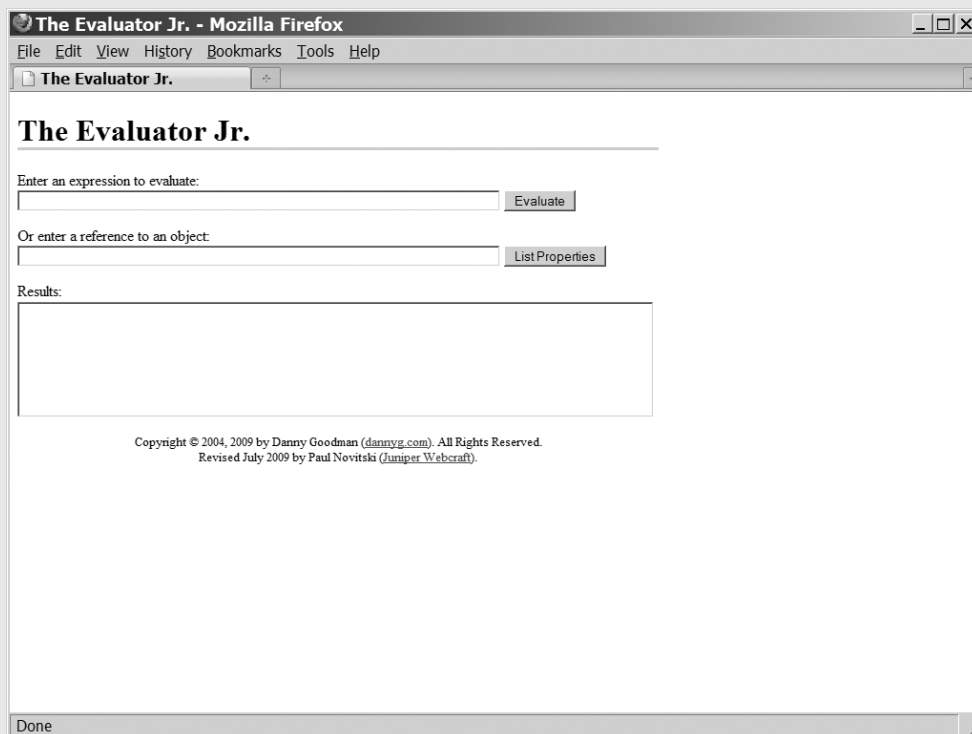 The Evaluator Jr. - Mozilla Firefox
File Edit View History Bookmarks Tools Help
The Evaluator Jr.
The Evaluator Jr.
Enter an expression to evaluate:
Evaluate
Or enter a reference to an object:
List Properties
Results:
Copyright © 2004, 2009 by Danny Goodman (dannyg.com). All Rights Reserved.
Revised July 2009 by Paul Novitski (Juniper Webcraft).
Done